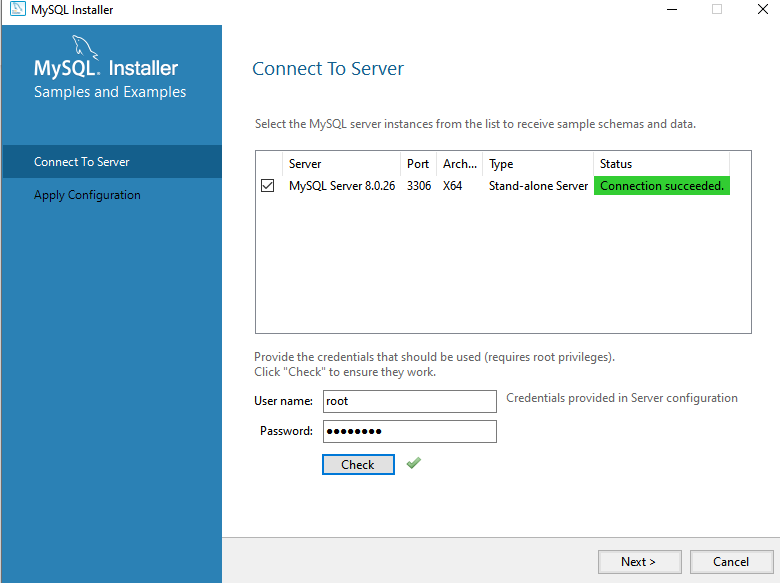 MySQL Installer
MySQL. Installer
Samples and Examples
Connect To Server
Apply Configuration
Connect To Server
Select the MySQL server instances from the list to receive sample schemas and data.
Server Port Arch... Type Status
MySQL Server 8.0.26 3306 X64 Stand-alone Server Connection succeeded.
Provide the credentials that should be used (requires root privileges).
Click "Check" to ensure they work.
User name: root Credentials provided in Server configuration
Password: ●●●●●●●●
Check
Next > Cancel